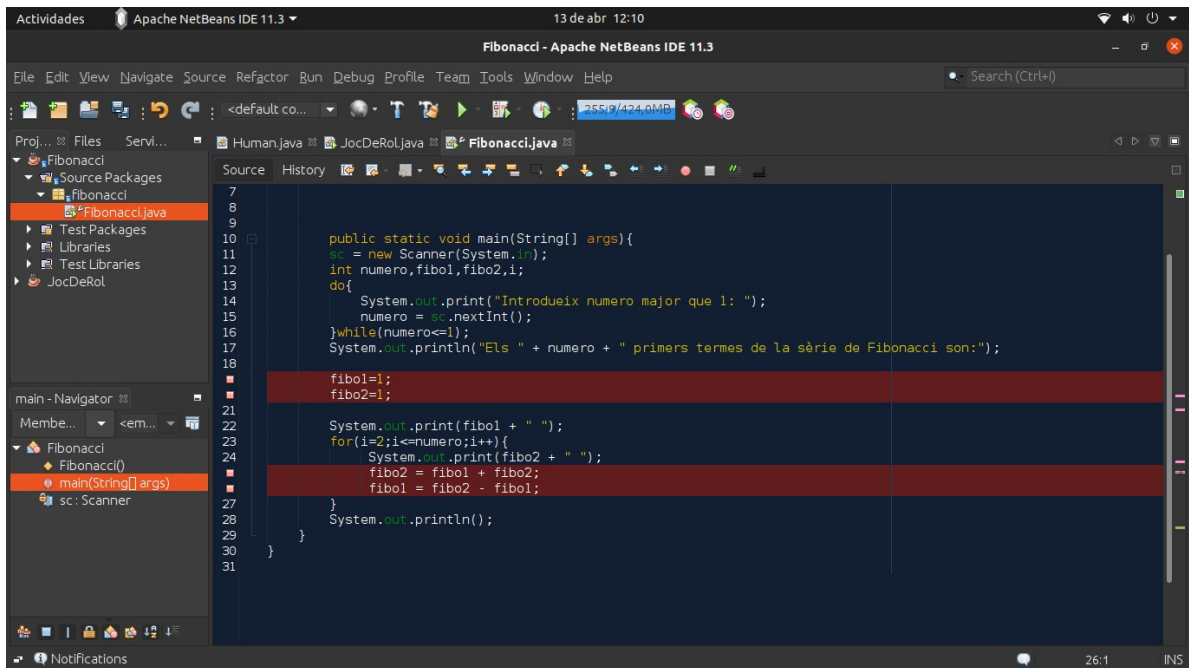 Actividades Apache NetBeans IDE 11.3 13 de abr 12:10
Fibonacci - Apache NetBeans IDE 11.3
File Edit View Navigate Source Refactor Run Debug Profile Team Tools Window Help Search (Ctrl+I)
<default co... 255,9/424,0MB
Proj... Files Servi... Human.java JocDeRol.java Fibonacci.java
Fibonacci
Source Packages
fibonacci
Fibonacci.java
Test Packages
Libraries
Test Libraries
JocDeRol
main - Navigator
Membe... <em...
Fibonacci
Fibonacci()
main(String[] args)
sc : Scanner
Source History
7
8
9
10 public static void main(String[] args){
11 sc = new Scanner(System.in);
12 int numero,fibo1,fibo2,i;
13 do{
14 System.out.print("Introdueix numero major que 1: ");
15 numero = sc.nextInt();
16 }while(numero<=1);
17 System.out.println("Els " + numero + " primers termes de la sèrie de Fibonacci son:");
18
fibo1=1;
fibo2=1;
21
22 System.out.print(fibo1 + " ");
23 for(i=2;i<=numero;i++){
24 System.out.print(fibo2 + " ");
fibo2 = fibo1 + fibo2;
fibo1 = fibo2 - fibo1;
27 }
28 System.out.println();
29 }
30 }
31
Notifications 26:1 INS